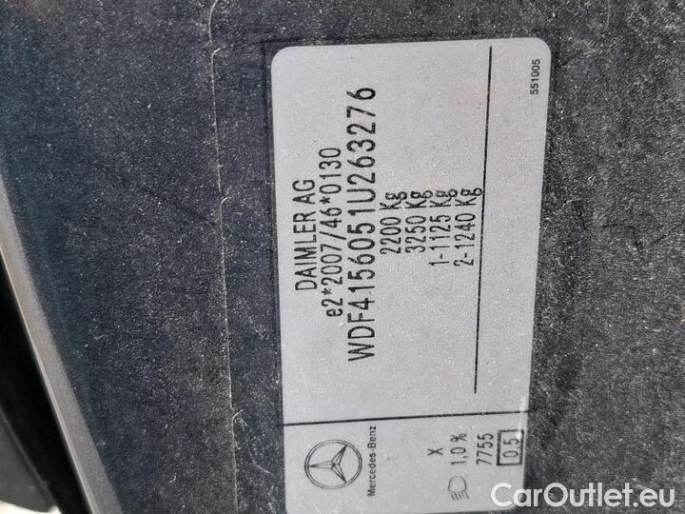 DAIMLER AG
e2*2007/46*0130
WDF4156051U263276
2200 Kg
3250 Kg
1-1125 Kg
2-1240 Kg
Mercedes-Benz
X
1,0 %
7755
0,5
551005
CarOutlet.eu